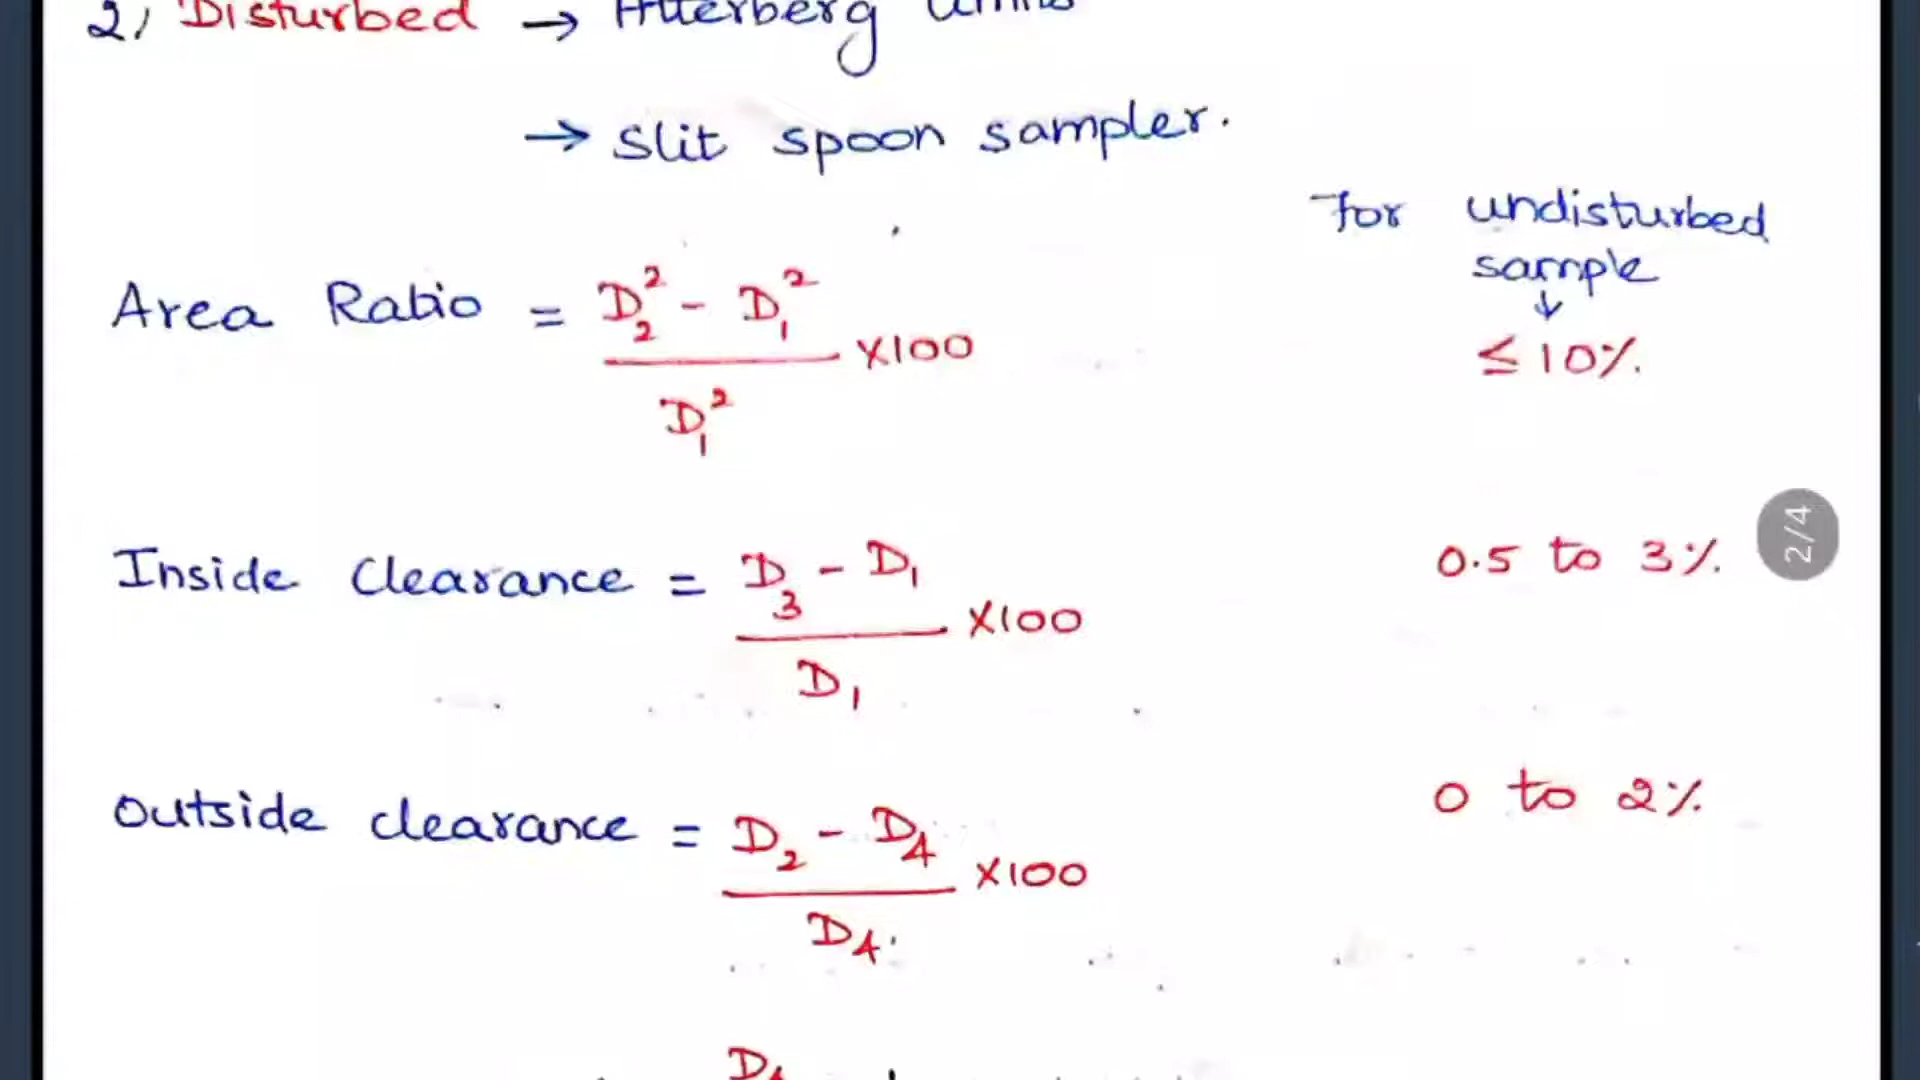 2) Disturbed → Atterberg limits
→ Slit spoon sampler.
For undisturbed
sample
↓
Area Ratio = D₂² - D₁² / D₁² ×100
≤ 10%.
Inside Clearance = D₃ - D₁ / D₁ ×100
0.5 to 3%.
2/4
Outside clearance = D₂ - D₄ / D₄ ×100
0 to 2%.